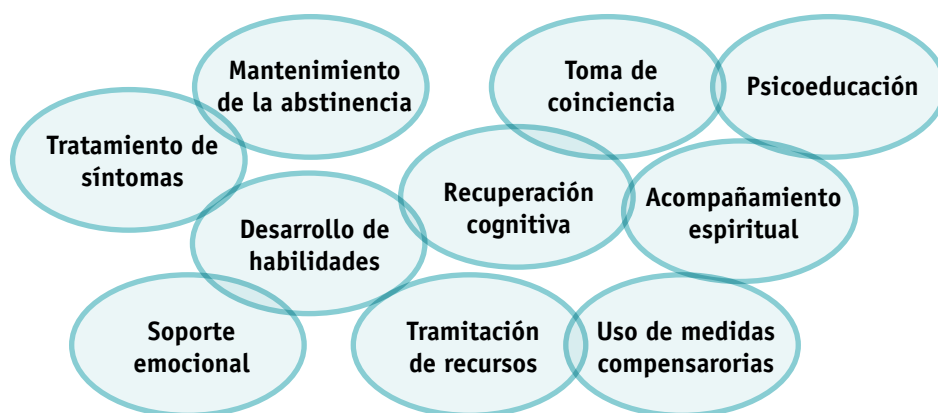 Mantenimiento
de la abstinencia
Toma de
coinciencia
Psicoeducación
Tratamiento de
síntomas
Recuperación
cognitiva
Acompañamiento
espiritual
Desarrollo de
habilidades
Soporte
emocional
Tramitación
de recursos
Uso de medidas
compensarorias